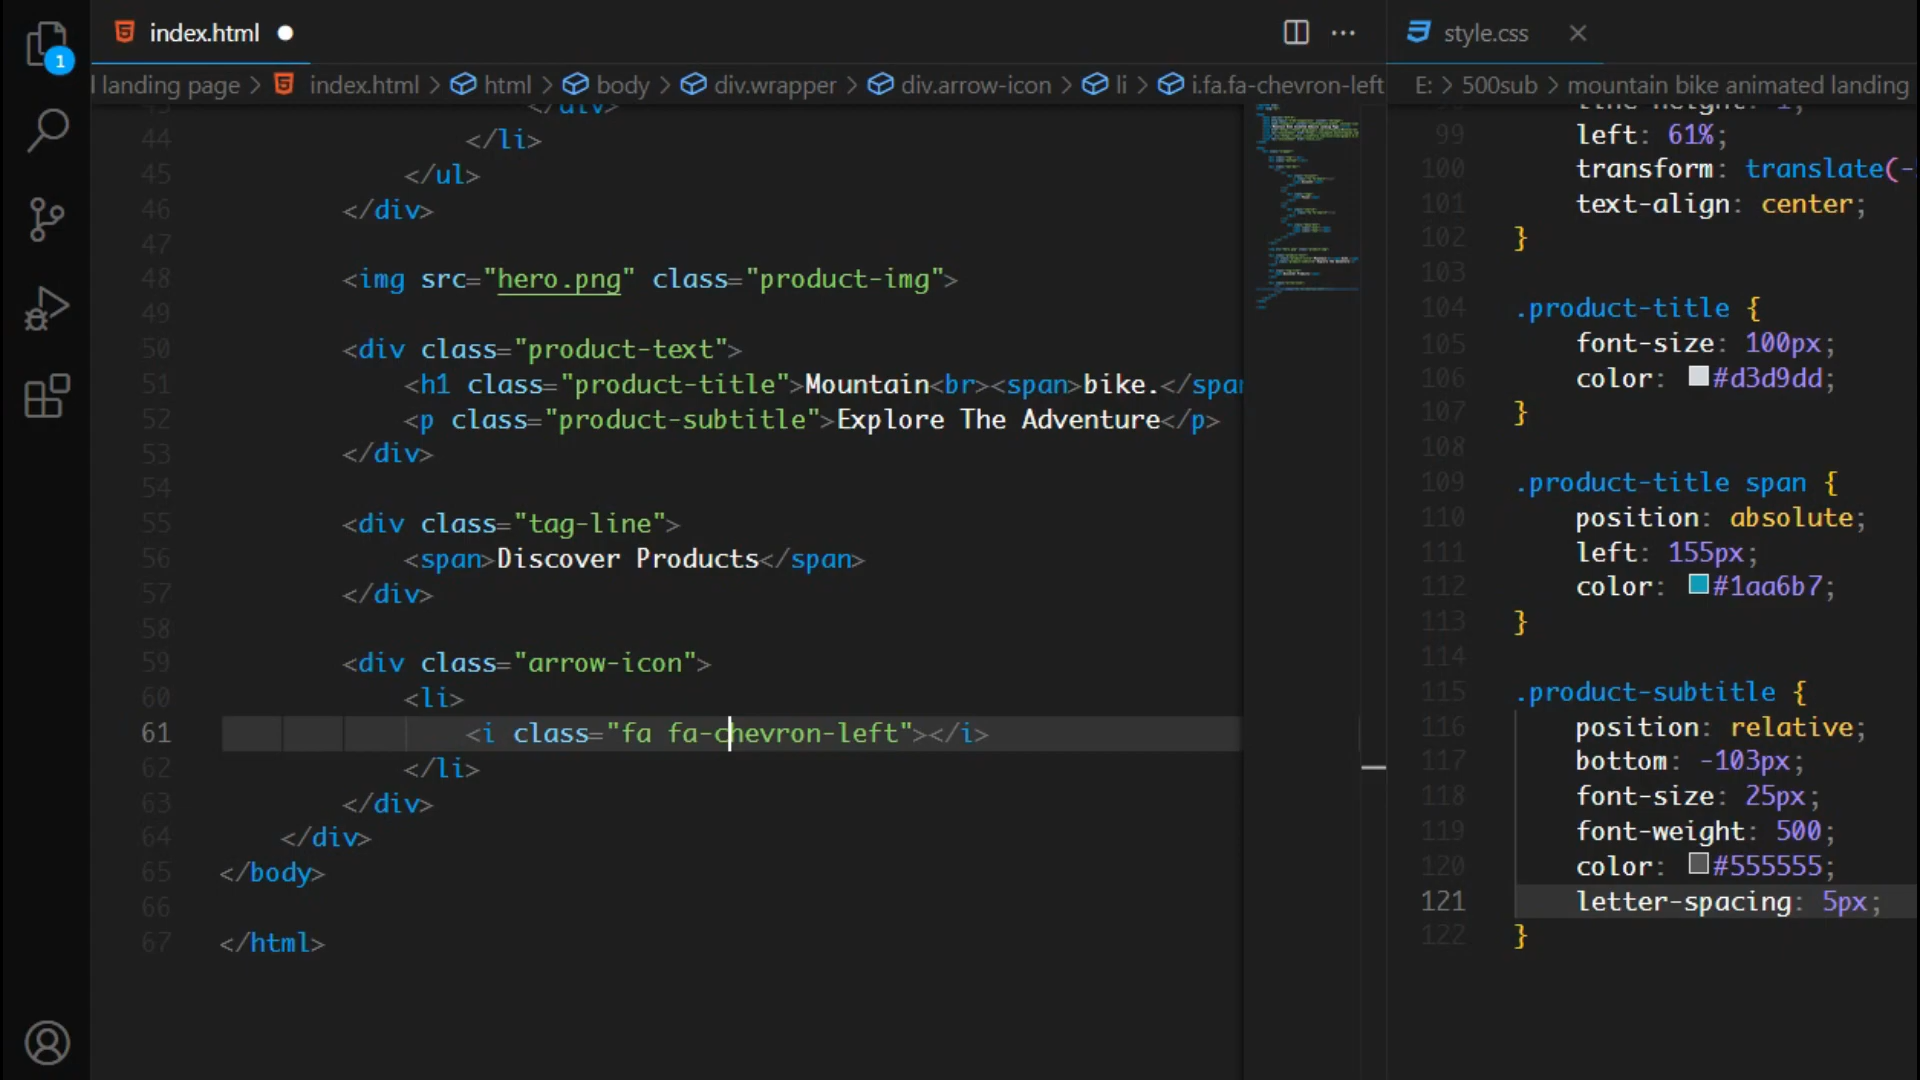 index.html
style.css
1
l landing page > index.html > html > body > div.wrapper > div.arrow-icon > li > i.fa.fa-chevron-left
E: > 500sub > mountain bike animated landing
</div>
44 </li>
45 </ul>
46 </div>
47
48 <img src="hero.png" class="product-img">
49
50 <div class="product-text">
51 <h1 class="product-title">Mountain<br><span>bike.</span
52 <p class="product-subtitle">Explore The Adventure</p>
53 </div>
54
55 <div class="tag-line">
56 <span>Discover Products</span>
57 </div>
58
59 <div class="arrow-icon">
60 <li>
61 <i class="fa fa-chevron-left"></i>
62 </li>
63 </div>
64 </div>
65 </body>
66
67 </html>
99 left: 61%;
100 transform: translate(-
101 text-align: center;
102 }
103
104 .product-title {
105 font-size: 100px;
106 color: #d3d9dd;
107 }
108
109 .product-title span {
110 position: absolute;
111 left: 155px;
112 color: #1aa6b7;
113 }
114
115 .product-subtitle {
116 position: relative;
117 bottom: -103px;
118 font-size: 25px;
119 font-weight: 500;
120 color: #555555;
121 letter-spacing: 5px;
122 }